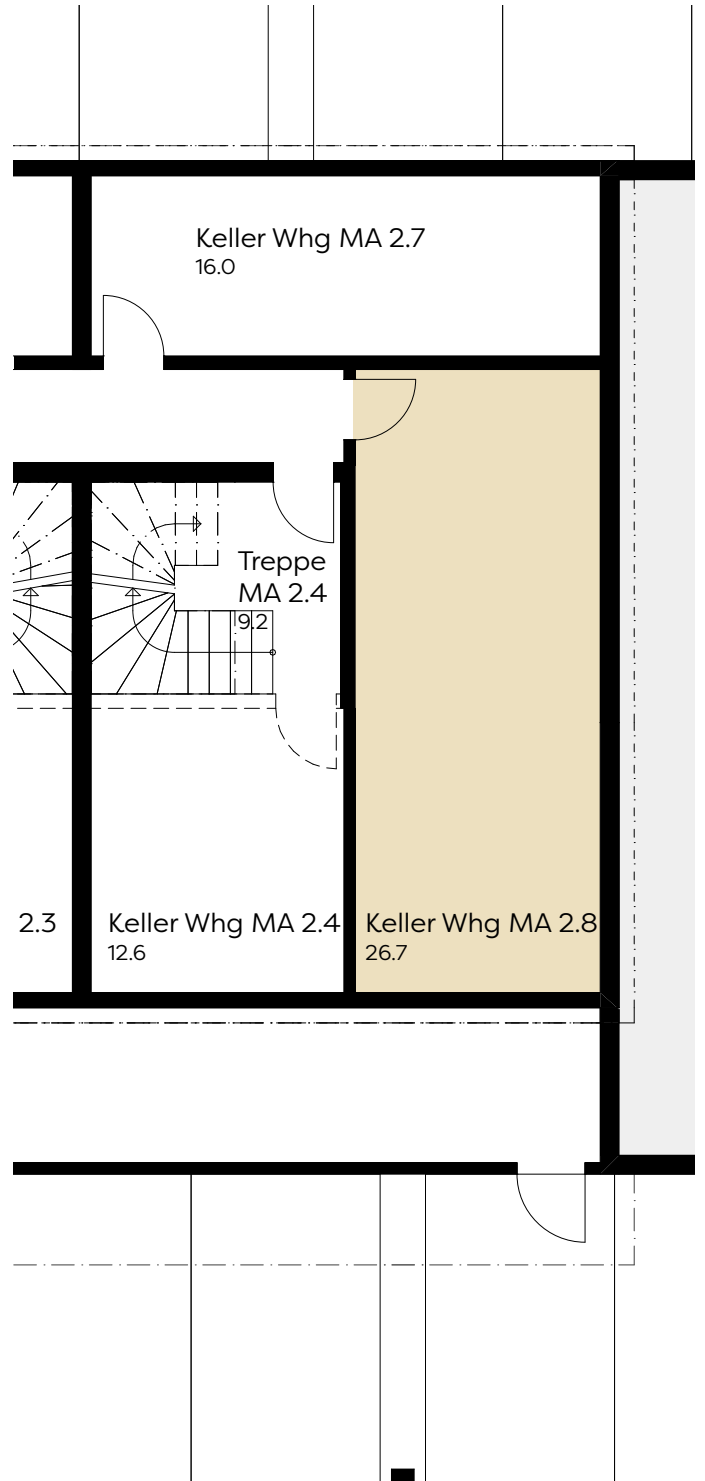 Keller Whg MA 2.7
16.0
Treppe
MA 2.4
9.2
2.3
Keller Whg MA 2.4
12.6
Keller Whg MA 2.8
26.7